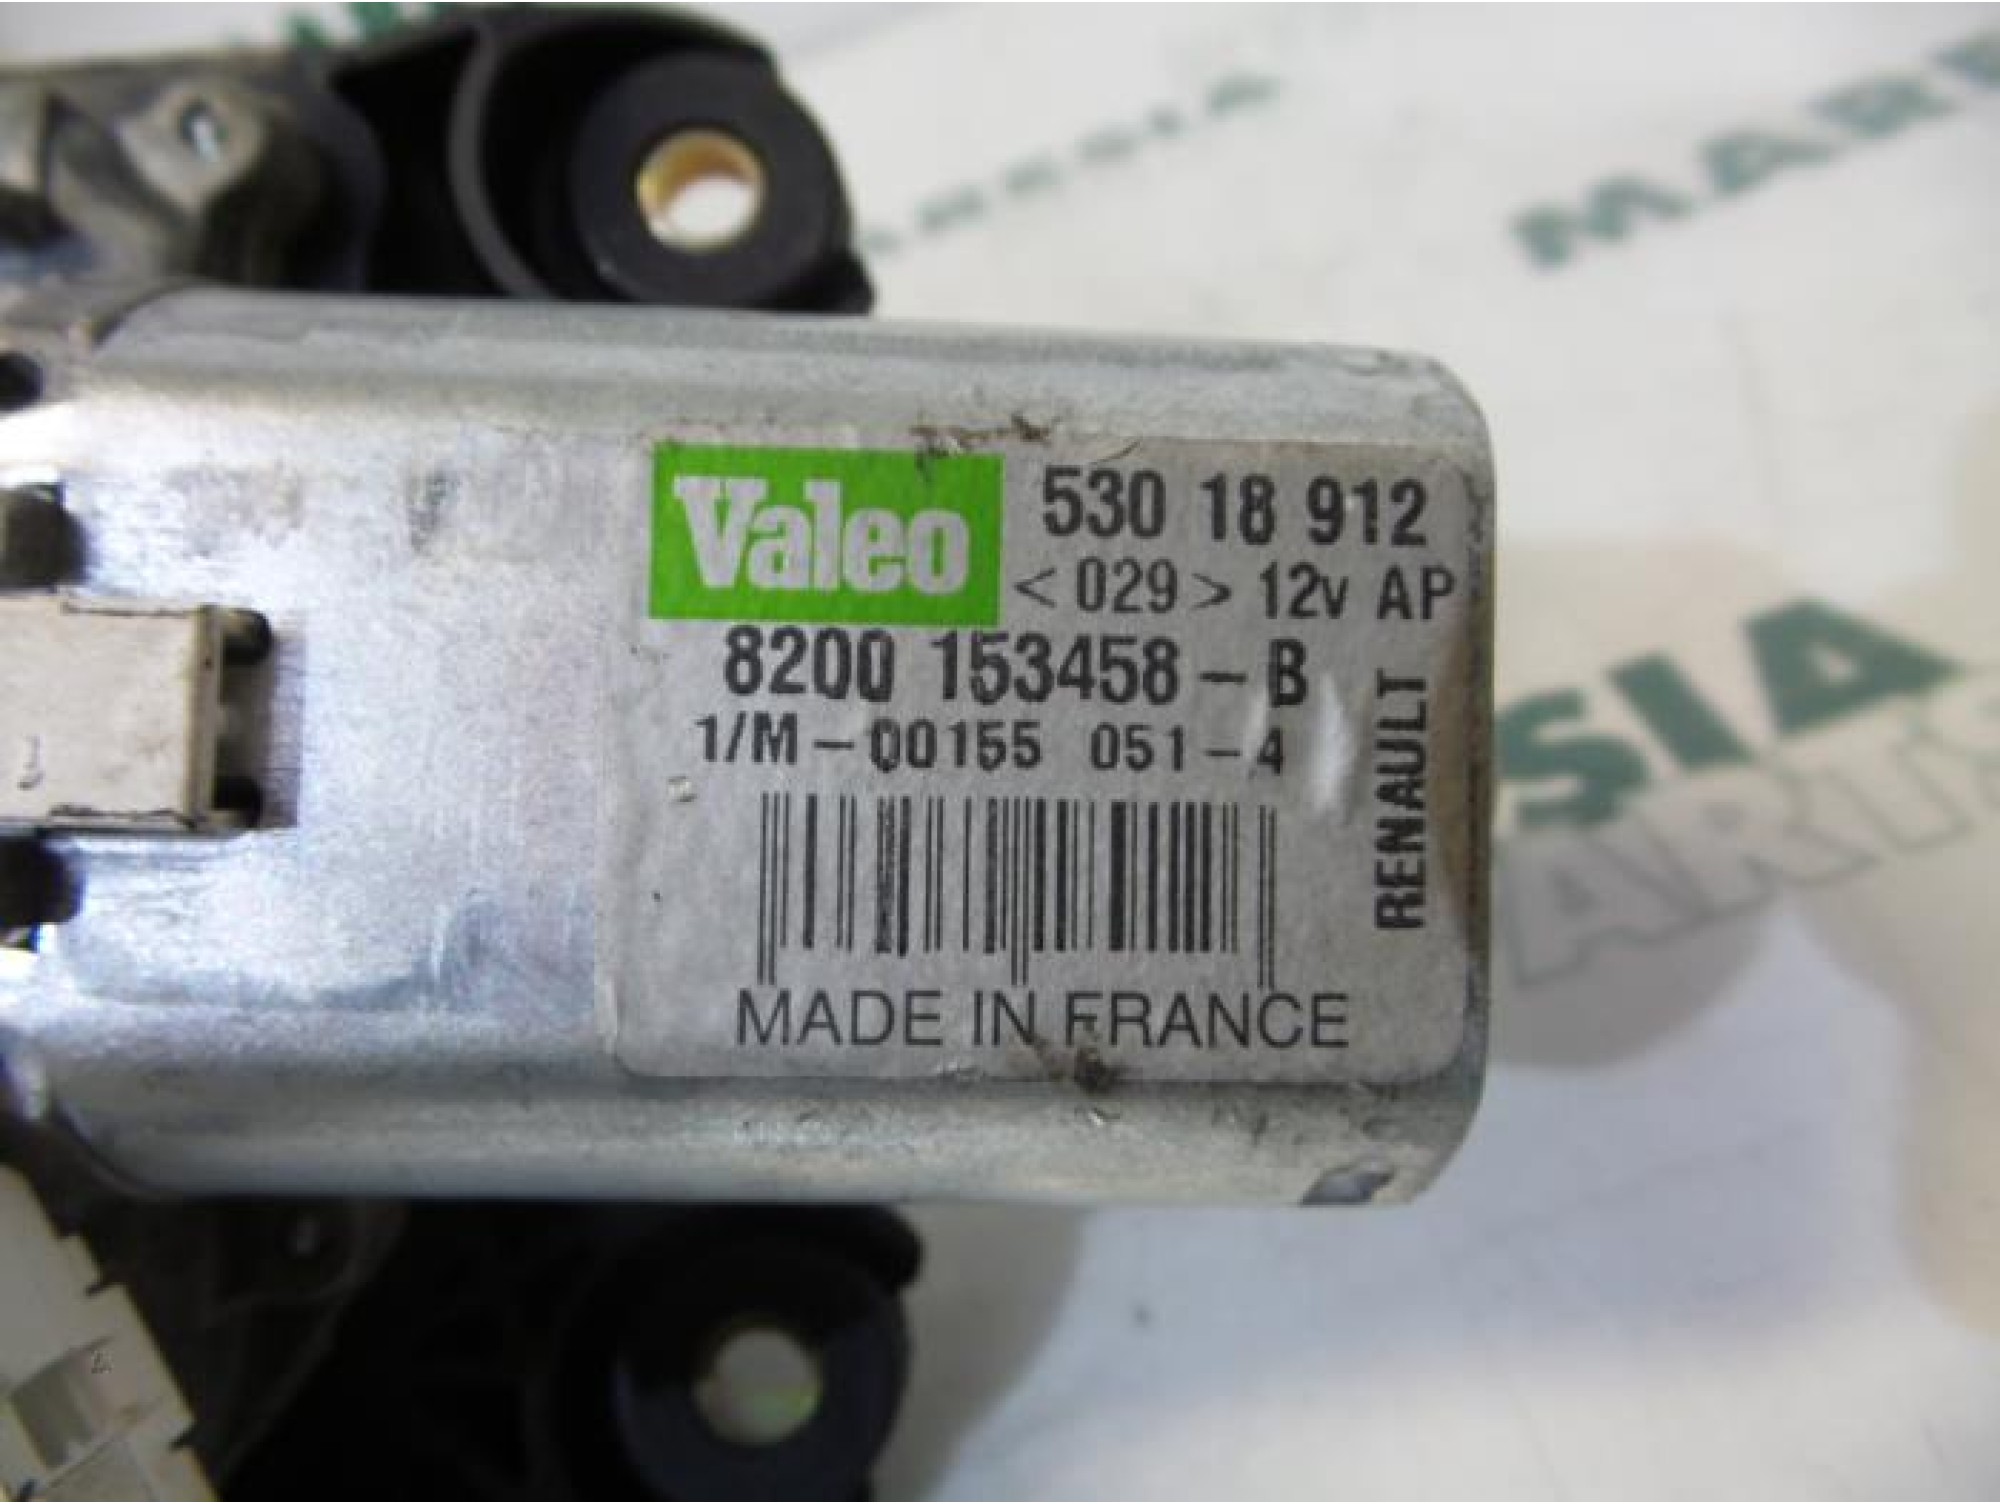 Valeo
530 18 912
<029> 12v AP
8200 153458-B
1/M-00155 051-4
RENAULT
MADE IN FRANCE